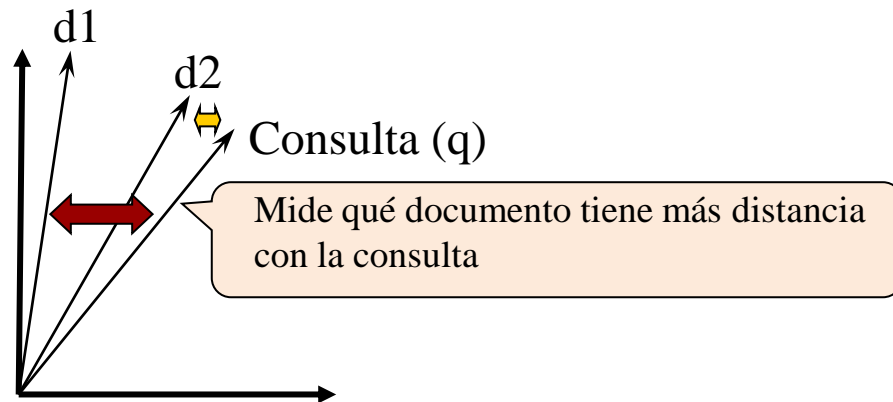 d1
d2
Consulta (q)
Mide qué documento tiene más distancia
con la consulta